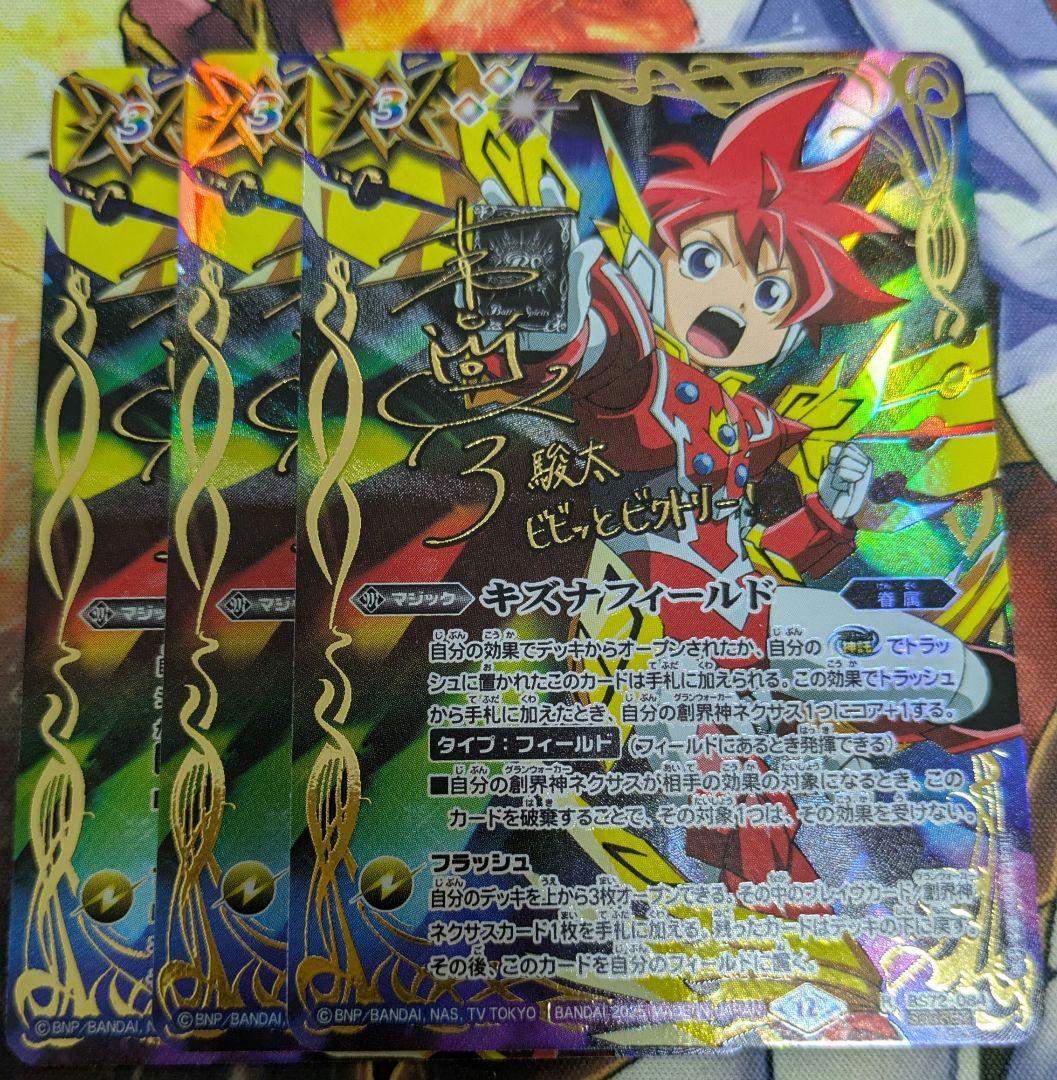 3
3
3
Battle Spirits
3
駿太
ビビッとビクトリー!
マジック
マジック
マジック
キズナフィールド
けんぞく
眷属
自分の効果でデッキからオープンされたか、自分の《神託》でトラッ
シュに置かれたこのカードは手札に加えられる。この効果でトラッシュ
から手札に加えたとき、自分の創界神ネクサス1つにコア+1する。
タイプ:フィールド (フィールドにあるとき発揮できる)
■自分の創界神ネクサスが相手の効果の対象になるとき、この
カードを破棄することで、その対象1つは、その効果を受けない。
フラッシュ
自分のデッキを上から3枚オープンできる。その中のブレイヴカード/創界神
ネクサスカード1枚を手札に加える。残ったカードはデッキの下に戻す。
その後、このカードを自分のフィールドに置く。
12
R BS72-084
©BNP/BANDAI, N
©BNP/BANDAI, NAS
©BNP/BANDAI, NAS, TV TOKYO BANDAI 2025 MADE IN JAPAN